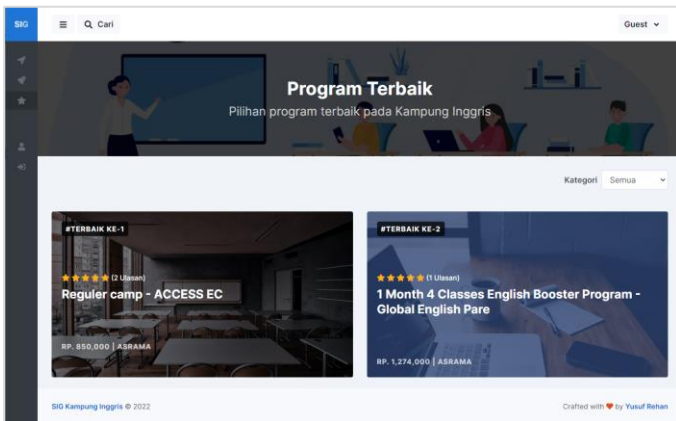 SIG
Cari
Guest
Program Terbaik
Pilihan program terbaik pada Kampung Inggris
Kategori Semua
#TERBAIK KE-1
(2 Ulasan)
Reguler camp - ACCESS EC
RP. 850,000 | ASRAMA
#TERBAIK KE-2
(1 Ulasan)
1 Month 4 Classes English Booster Program -
Global English Pare
RP. 1,274,000 | ASRAMA
SIG Kampung Inggris © 2022
Crafted with ❤ by Yusuf Rehan